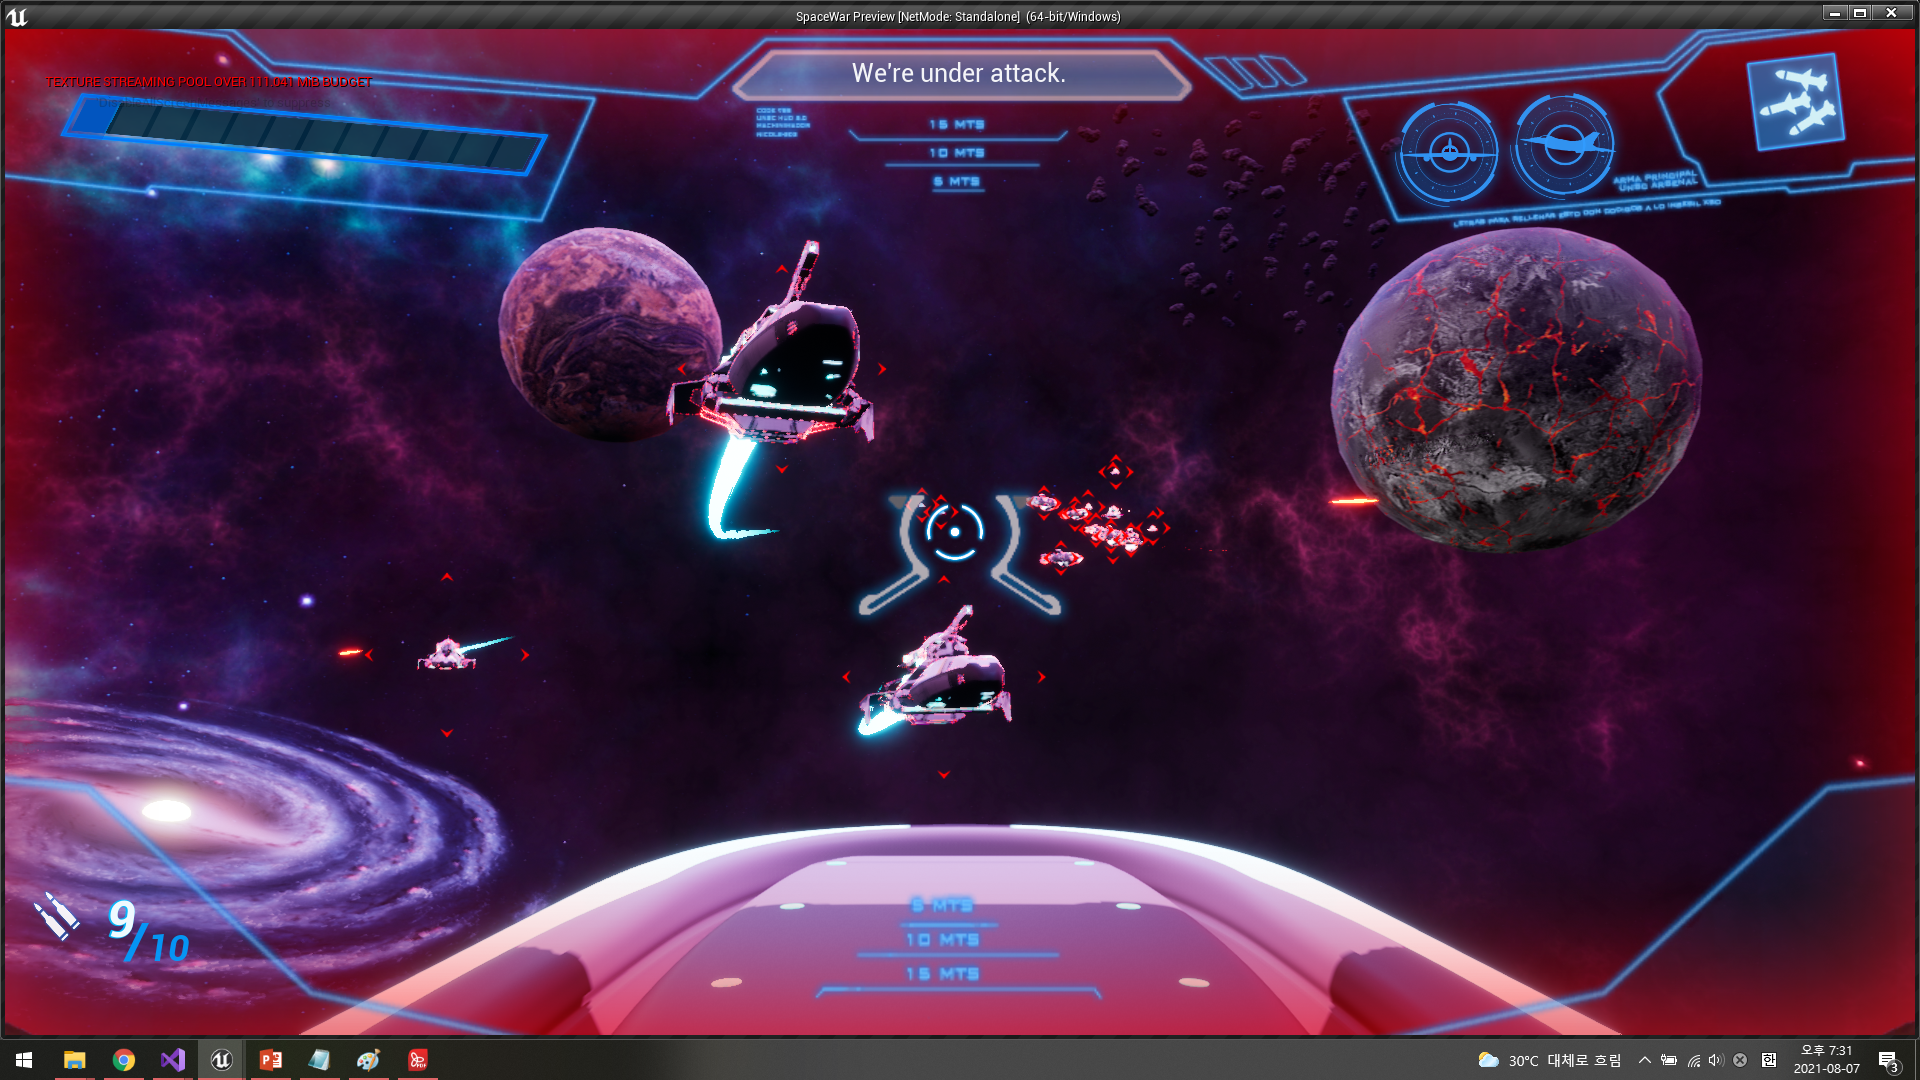 SpaceWar Preview [NetMode: Standalone] (64-bit/Windows)
We're under attack.
TEXTURE STREAMING POOL OVER 111.041 MiB BUDGET
15 MTS
10 MTS
5 MTS
ARMA PRINCIPAL
UNSC ARSENAL
9/10
5 MTS
10 MTS
15 MTS
30°C 대체로 흐림
오후 7:31
2021-08-07
3